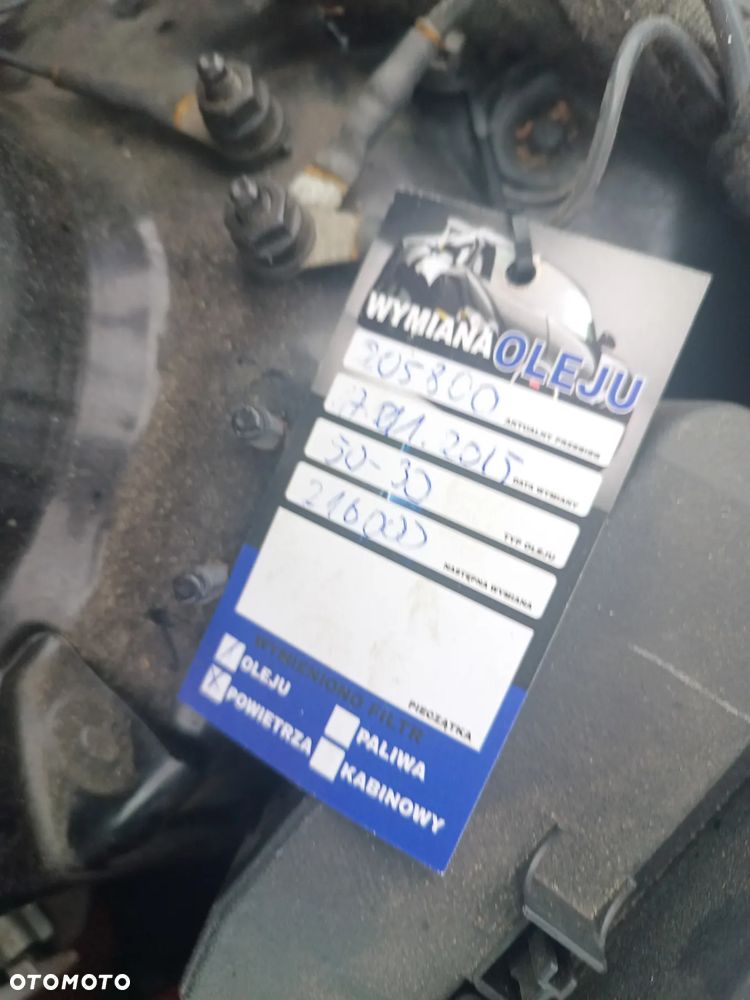 WYMIANA OLEJU
205800
AKTUALNY PRZEBIEG
17.01.2015
DATA WYMIANY
50-30
TYP OLEJU
216000
NASTĘPNA WYMIANA
PIECZĄTKA
WYMIENIONO FILTR
X OLEJU
PALIWA
X POWIETRZA
KABINOWY
OTOMOTO